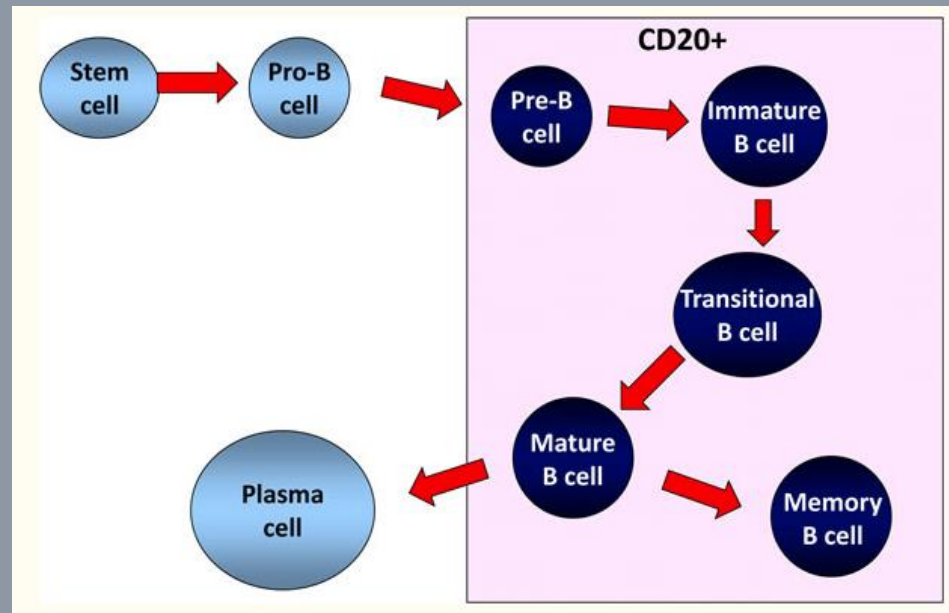 CD20+
Stem
cell
Pro-B
cell
Pre-B
cell
Immature
B cell
Transitional
B cell
Mature
B cell
Plasma
cell
Memory
B cell